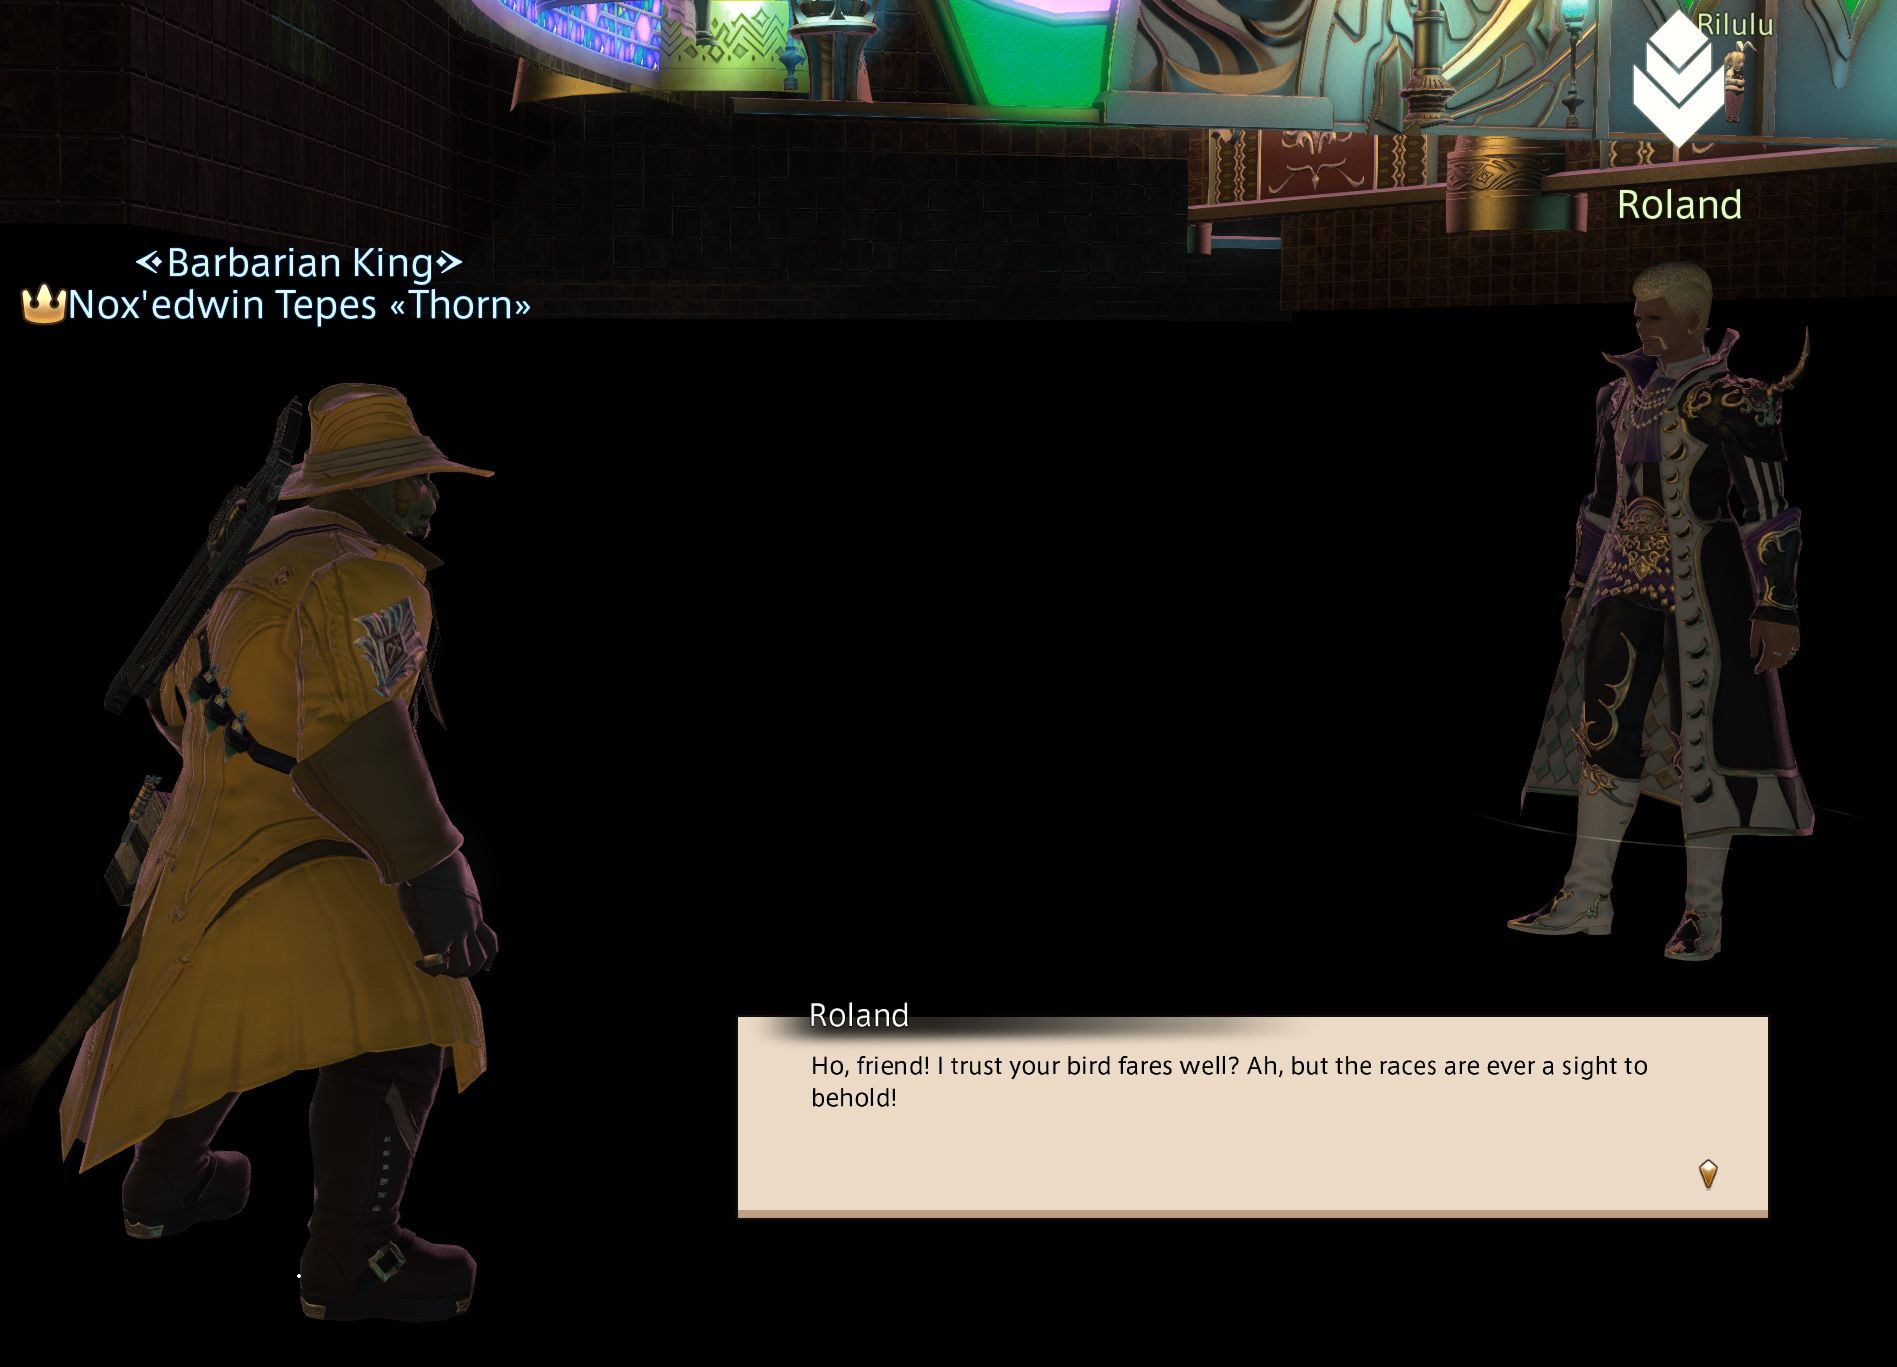 Rilulu
Roland
<Barbarian King>
Nox'edwin Tepes «Thorn»
Roland
Ho, friend! I trust your bird fares well? Ah, but the races are ever a sight to
behold!